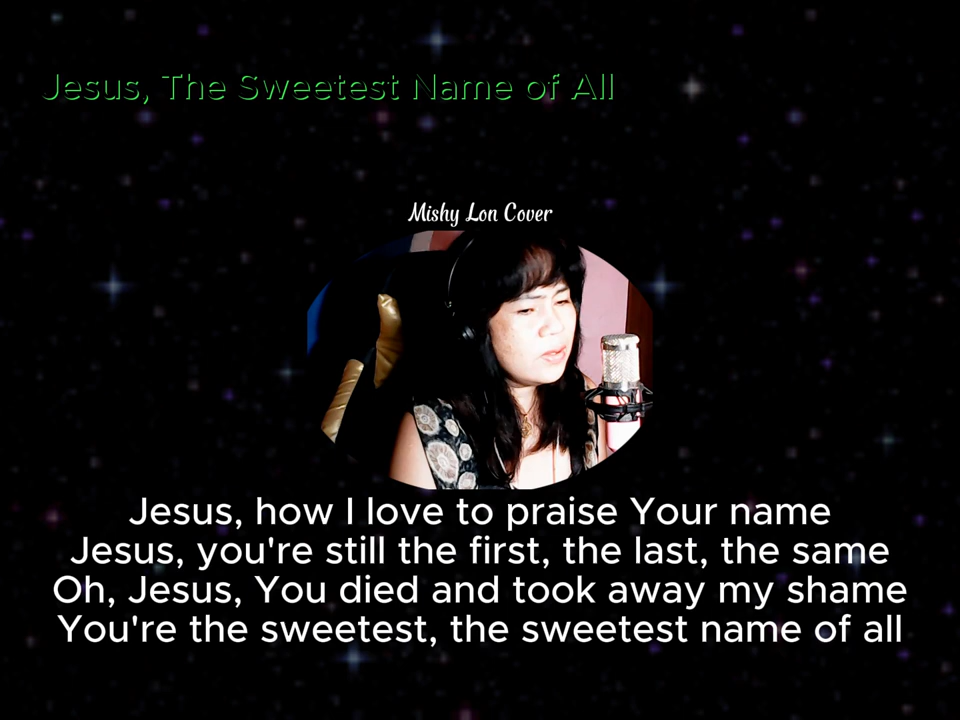 Jesus, The Sweetest Name of All
Mishy Lon Cover
Jesus, how I love to praise Your name
Jesus, you're still the first, the last, the same
Oh, Jesus, You died and took away my shame
You're the sweetest, the sweetest name of all